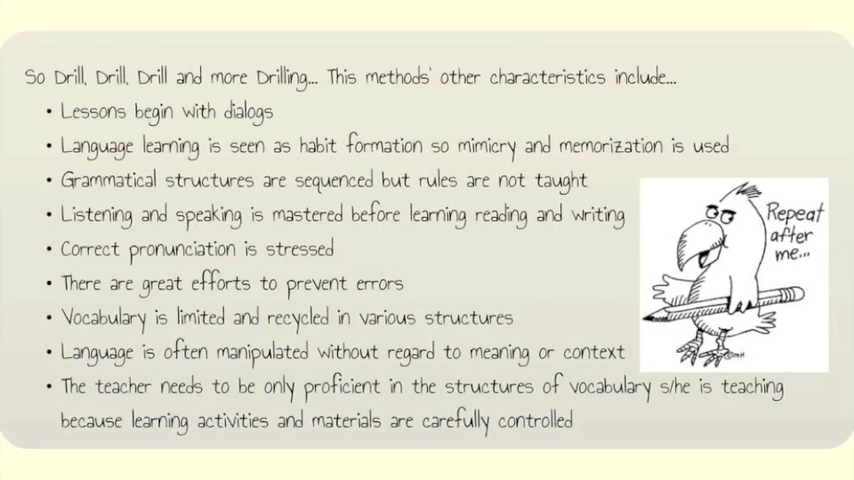 So Drill, Drill, Drill and more Drilling... This methods' other characteristics include...
• Lessons begin with dialogs
• Language learning is seen as habit formation so mimicry and memorization is used
• Grammatical structures are sequenced but rules are not taught
• Listening and speaking is mastered before learning reading and writing
• Correct pronunciation is stressed
• There are great efforts to prevent errors
• Vocabulary is limited and recycled in various structures
• Language is often manipulated without regard to meaning or context
• The teacher needs to be only proficient in the structures of vocabulary s/he is teaching
because learning activities and materials are carefully controlled
Repeat
after
me...